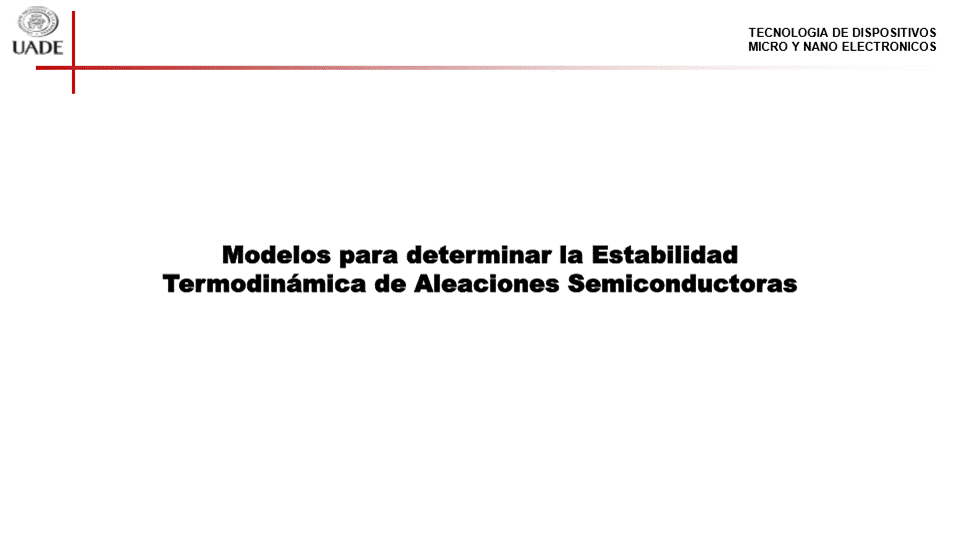 UADE
TECNOLOGIA DE DISPOSITIVOS
MICRO Y NANO ELECTRONICOS
Modelos para determinar la Estabilidad
Termodinámica de Aleaciones Semiconductoras